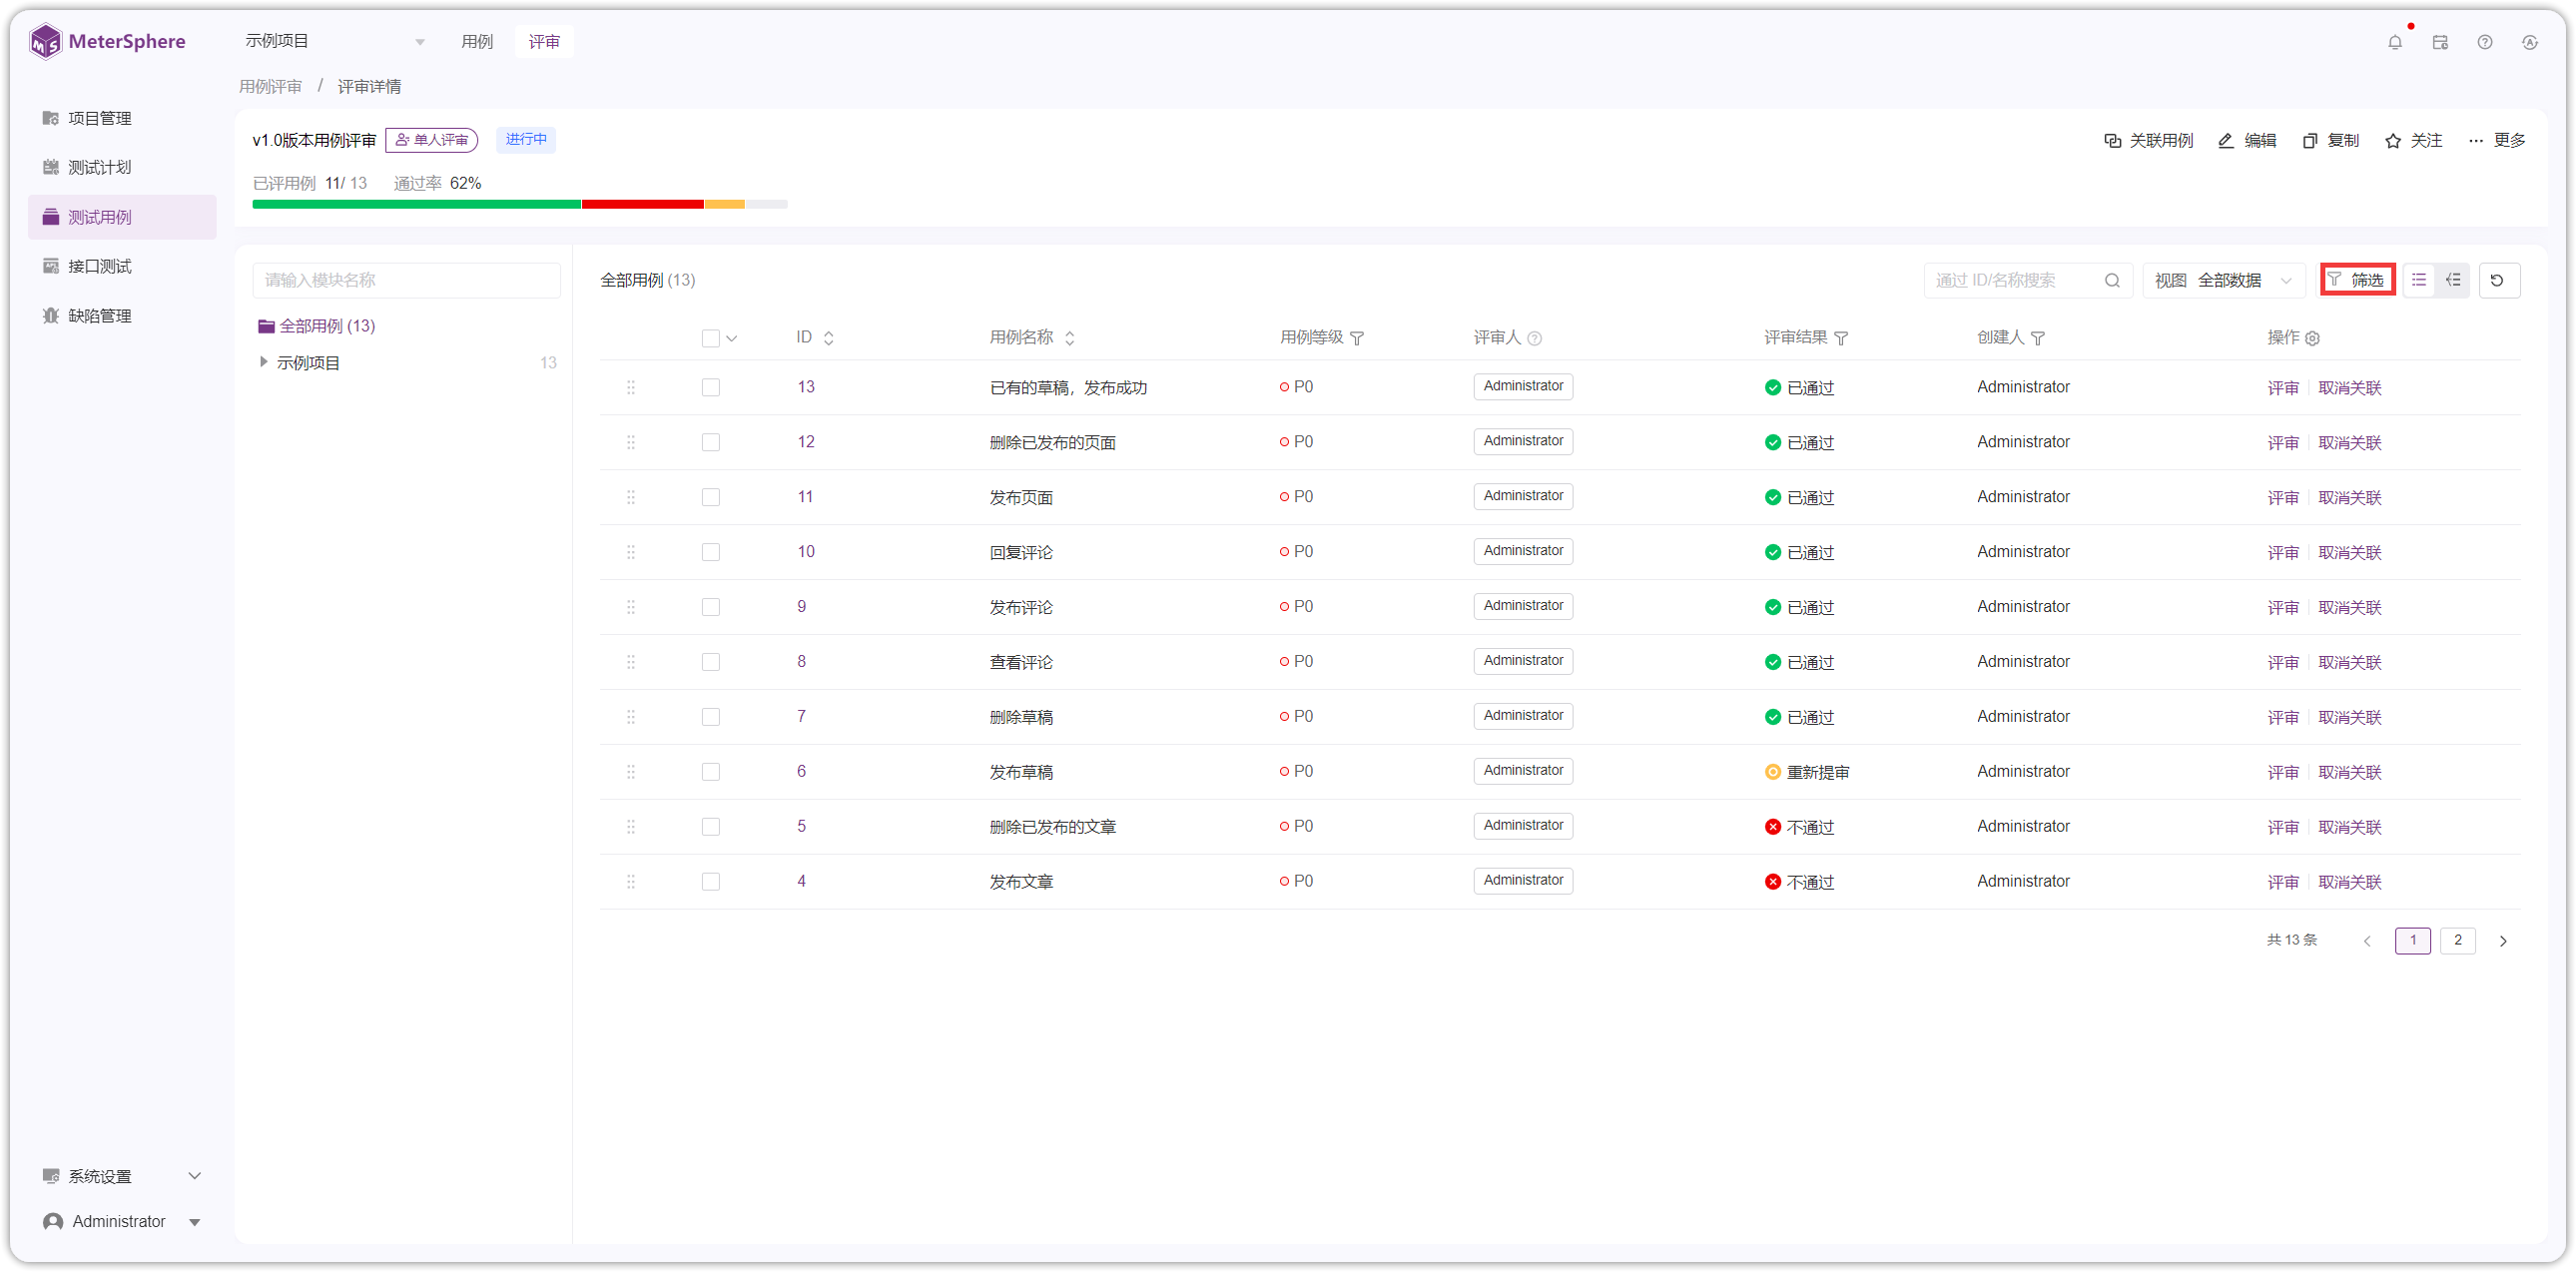 MeterSphere
示例项目 用例 评审
用例评审 / 评审详情
项目管理
测试计划
测试用例
接口测试
缺陷管理
系统设置
Administrator
v1.0版本用例评审 单人评审 进行中
关联用例 编辑 复制 关注 ··· 更多
已评用例 11/ 13 通过率 62%
请输入模块名称
全部用例 (13)
示例项目 13
全部用例 (13)
通过 ID/名称搜索 视图 全部数据 筛选
ID 用例名称 用例等级 评审人 评审结果 创建人 操作
13 已有的草稿，发布成功 P0 Administrator 已通过 Administrator 评审 取消关联
12 删除已发布的页面 P0 Administrator 已通过 Administrator 评审 取消关联
11 发布页面 P0 Administrator 已通过 Administrator 评审 取消关联
10 回复评论 P0 Administrator 已通过 Administrator 评审 取消关联
9 发布评论 P0 Administrator 已通过 Administrator 评审 取消关联
8 查看评论 P0 Administrator 已通过 Administrator 评审 取消关联
7 删除草稿 P0 Administrator 已通过 Administrator 评审 取消关联
6 发布草稿 P0 Administrator 重新提审 Administrator 评审 取消关联
5 删除已发布的文章 P0 Administrator 不通过 Administrator 评审 取消关联
4 发布文章 P0 Administrator 不通过 Administrator 评审 取消关联
共 13 条 1 2